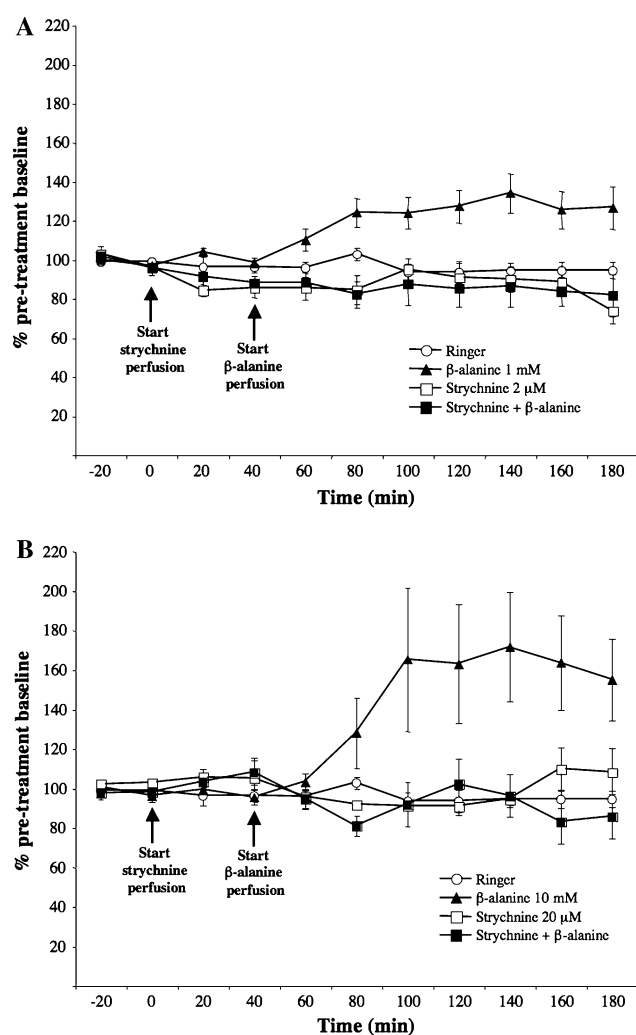 A
% pre-treatment baseline
220
200
180
160
140
120
100
80
60
40
20
Start
strychnine
perfusion
Start
β-alanine
perfusion
Ringer
β-alanine 1 mM
Strychnine 2 μM
Strychnine + β-alanine
-20 0 20 40 60 80 100 120 140 160 180
Time (min)
B
% pre-treatment baseline
220
200
180
160
140
120
100
80
60
40
20
Start
strychnine
perfusion
Start
β-alanine
perfusion
Ringer
β-alanine 10 mM
Strychnine 20 μM
Strychnine + β-alanine
-20 0 20 40 60 80 100 120 140 160 180
Time (min)